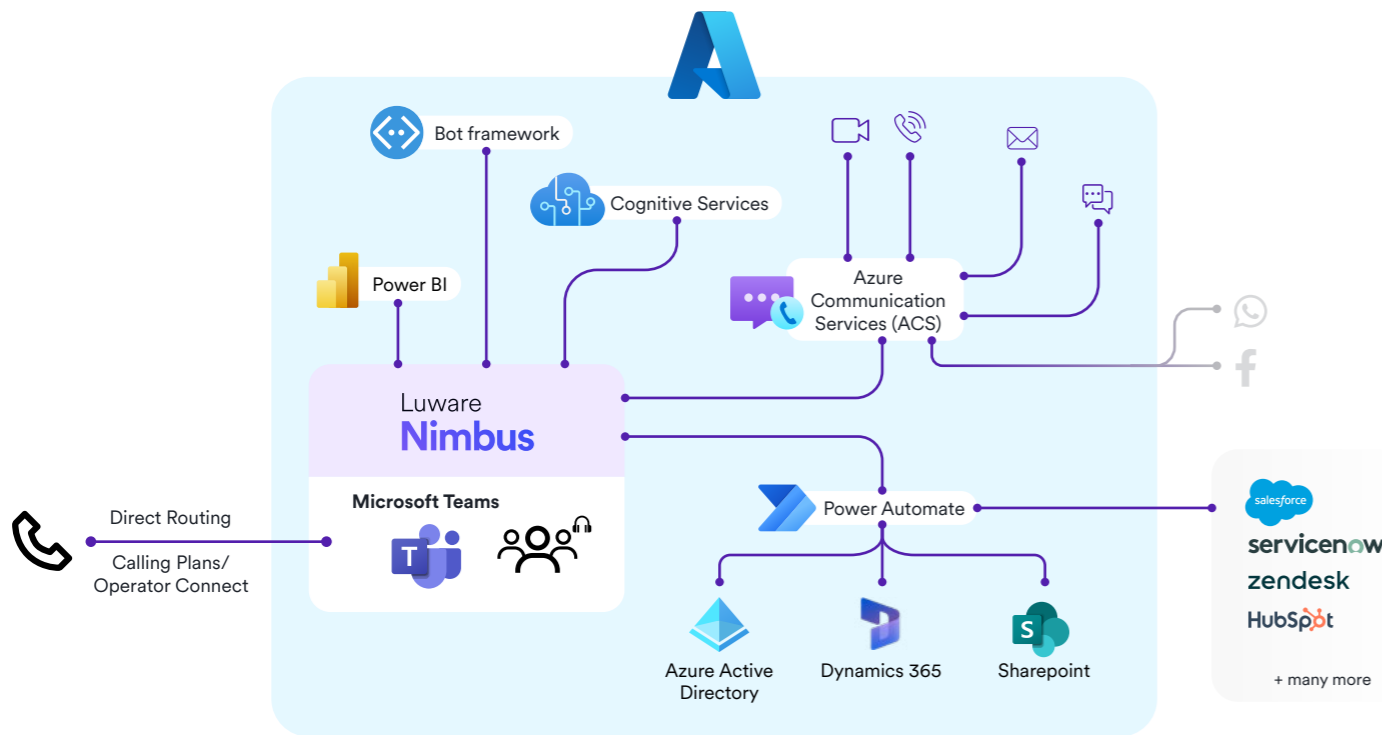 Bot framework
Cognitive Services
Power BI
Azure
Communication
Services (ACS)
Luware
Nimbus
Microsoft Teams
T
Direct Routing
Calling Plans/
Operator Connect
Power Automate
salesforce
servicenow
zendesk
HubSpot
+ many more
S
Azure Active
Directory
Dynamics 365
Sharepoint